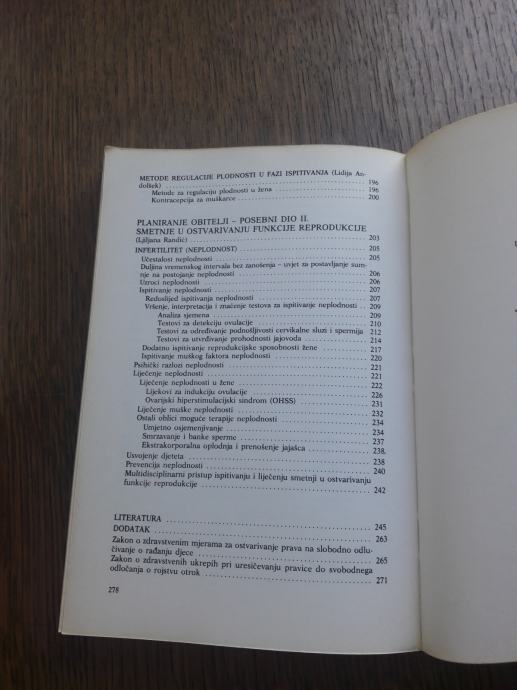 METODE REGULACIJE PLODNOSTI U FAZI ISPITIVANJA (Lidija An-
dolšek) 196
Metode za regulaciju plodnosti u žena 196
Kontracepcija za muškarce 200
PLANIRANJE OBITELJI – POSEBNI DIO II.
SMETNJE U OSTVARIVANJU FUNKCIJE REPRODUKCIJE
(Ljiljana Randić) 203
INFERTILITET (NEPLODNOST) 205
Učestalost neplodnosti 205
Duljina vremenskog intervala bez zanošenja – uvjet za postavljanje sum-
nje na postojanje neplodnosti 206
Uzroci neplodnosti 206
Ispitivanje neplodnosti 207
Redoslijed ispitivanja neplodnosti 207
Vršenje, interpretacija i značenje testova za ispitivanje neplodnosti 209
Analiza sjemena 209
Testovi za detekciju ovulacije 210
Testovi za određivanje podnošljivosti cervikalne sluzi i spermija 212
Testovi za utvrđivanje prohodnosti jajovoda 214
Dodatno ispitivanje reprodukcijske sposobnosti žene 217
Ispitivanje muškog faktora neplodnosti 220
Psihički razlozi neplodnosti 221
Liječenje neplodnosti 221
Liječenje neplodnosti u žene 222
Lijekovi za indukciju ovulacije 226
Ovarijski hiperstimulacijski sindrom (OHSS) 231
Liječenje muške neplodnosti 232
Ostali oblici moguće terapije neplodnosti 234
Umjetno osjemenjivanje 234
Smrzavanje i banke sperme 237
Ekstrakorporalna oplodnja i prenošenje jajašca 238
Usvojenje djeteta 238
Prevencija neplodnosti 240
Multidisciplinarni pristup ispitivanju i liječenju smetnji u ostvarivanju
funkcije reprodukcije 242
LITERATURA 245
DODATAK 263
Zakon o zdravstvenim mjerama za ostvarivanje prava na slobodno odlu-
čivanje o rađanju djece 265
Zakon o zdravstvenih ukrepih pri uresičevanju pravice do svobodnega
odločanja o rojstvu otrok 271
278